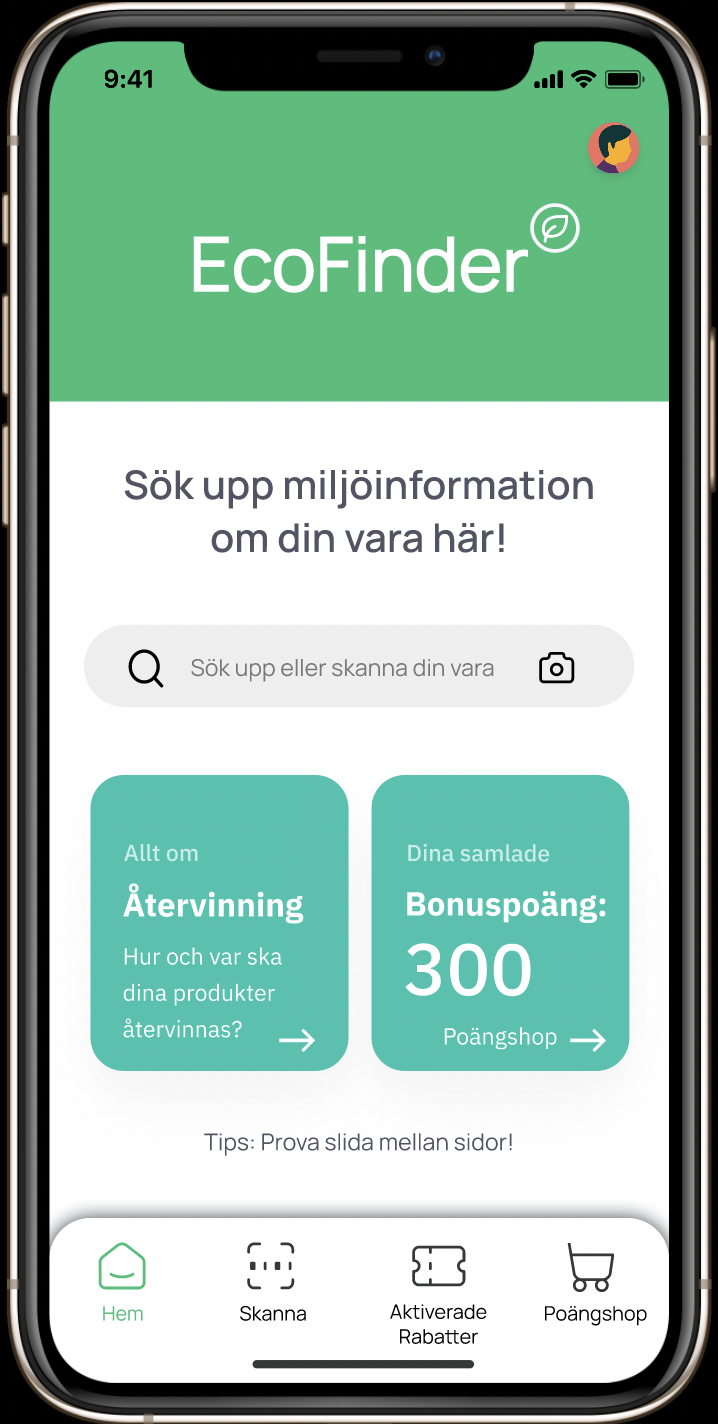 9:41
EcoFinder
Sök upp miljöinformation
om din vara här!
Sök upp eller skanna din vara
Allt om
Återvinning
Hur och var ska
dina produkter
återvinnas?
Dina samlade
Bonuspoäng:
300
Poängshop
Tips: Prova slida mellan sidor!
Hem
Skanna
Aktiverade
Rabatter
Poängshop